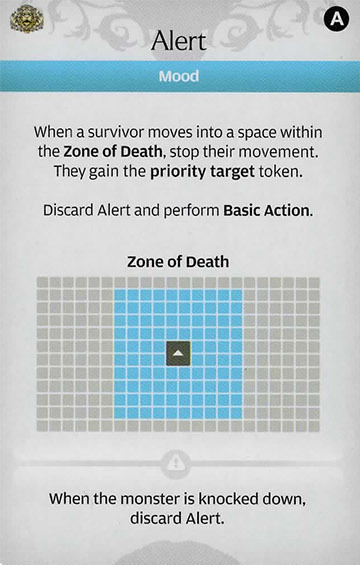 A
Alert
Mood
When a survivor moves into a space within
the Zone of Death, stop their movement.
They gain the priority target token.
Discard Alert and perform Basic Action.
Zone of Death
When the monster is knocked down,
discard Alert.